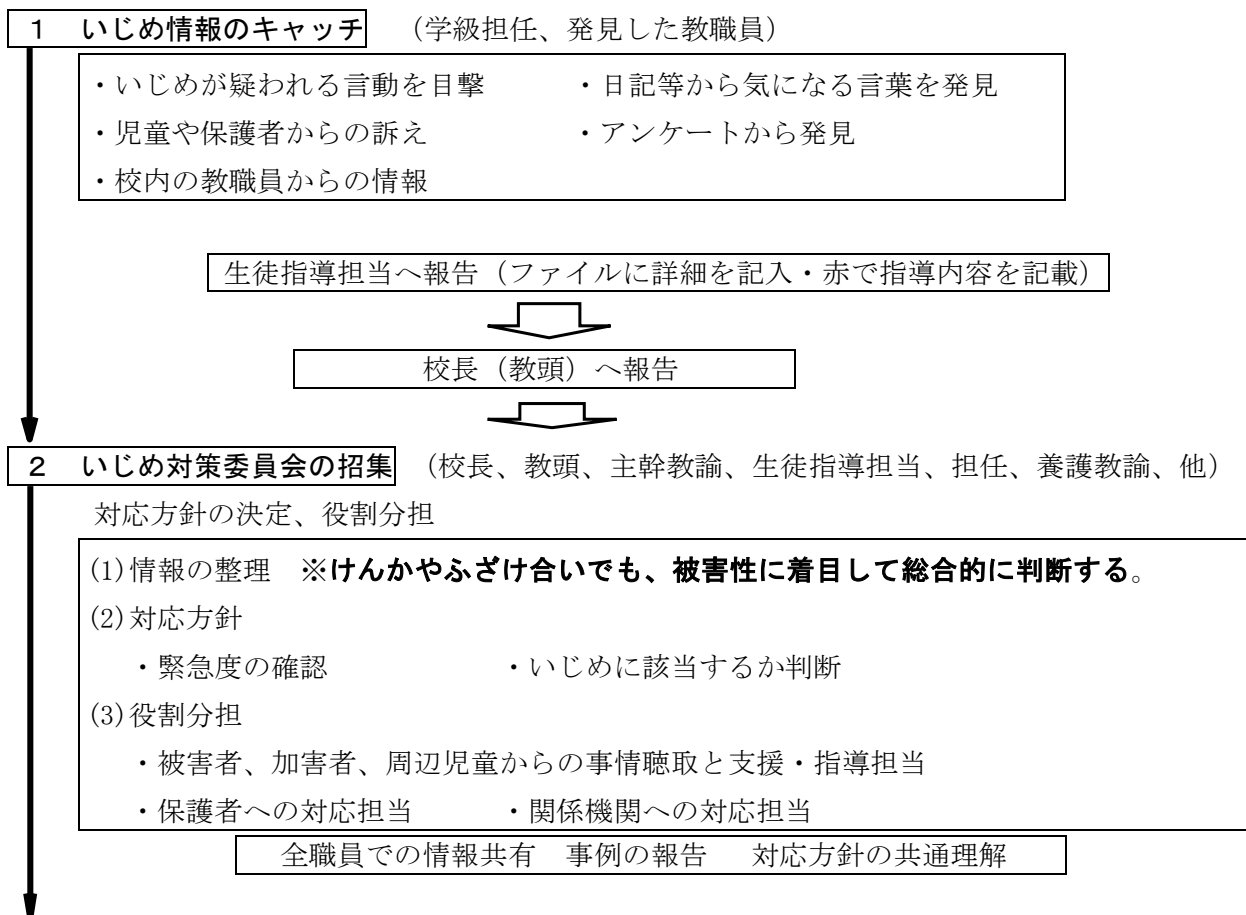 １　いじめ情報のキャッチ　（学級担任、発見した教職員）
・いじめが疑われる言動を目撃　　　・日記等から気になる言葉を発見
・児童や保護者からの訴え　　　　　・アンケートから発見
・校内の教職員からの情報
生徒指導担当へ報告（ファイルに詳細を記入・赤で指導内容を記載）
校長（教頭）へ報告
２　いじめ対策委員会の招集　（校長、教頭、主幹教諭、生徒指導担当、担任、養護教諭、他）
対応方針の決定、役割分担
(1)情報の整理　※けんかやふざけ合いでも、被害性に着目して総合的に判断する。
(2)対応方針
・緊急度の確認　　　　　・いじめに該当するか判断
(3)役割分担
・被害者、加害者、周辺児童からの事情聴取と支援・指導担当
・保護者への対応担当　　　・関係機関への対応担当
全職員での情報共有　事例の報告　　対応方針の共通理解